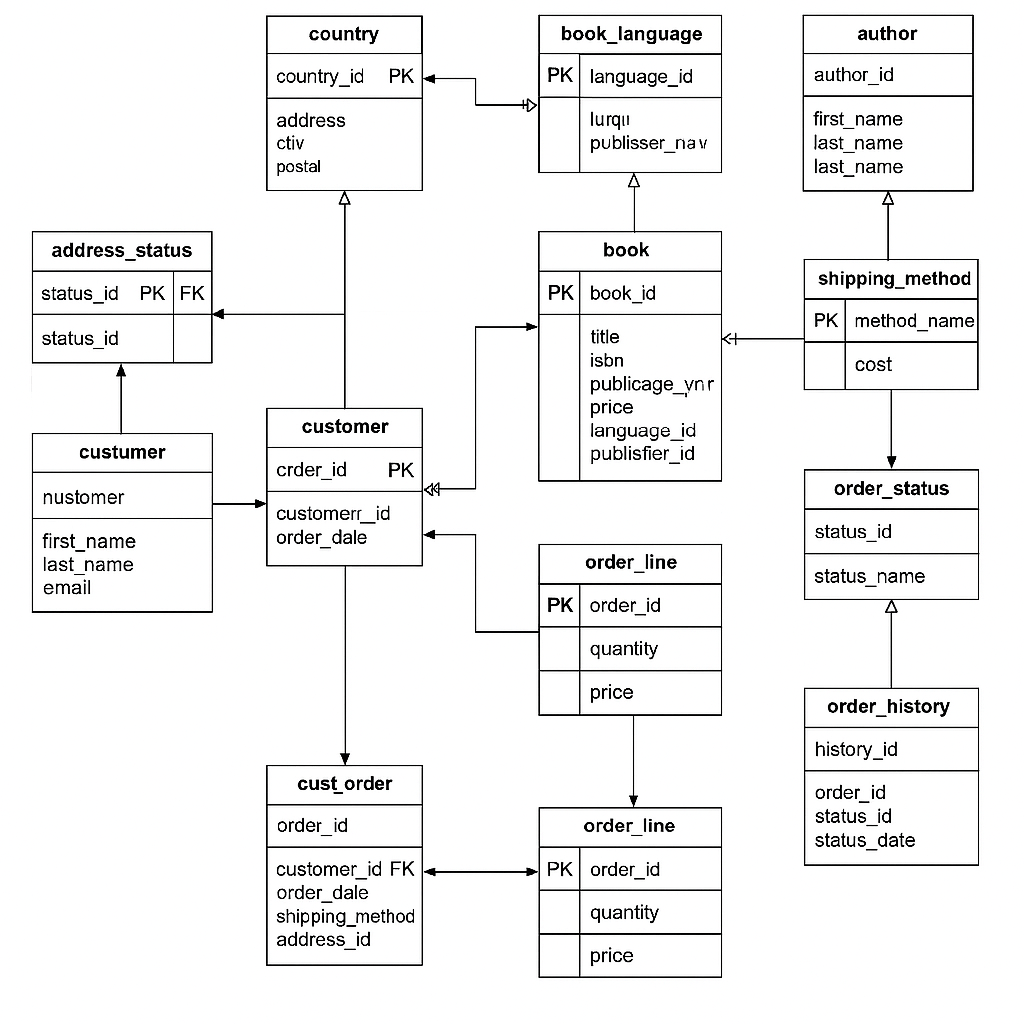 country
country_id PK
address
ctiv
postal
book_language
PK language_id
publisser_nav
author
author_id
first_name
last_name
last_name
address_status
status_id PK FK
status_id
book
PK book_id
title
isbn
price
language_id
publisfier_id
shipping_method
PK method_name
cost
custumer
nustomer
first_name
last_name
email
customer
crder_id PK
customerr_id
order_dale
order_line
PK order_id
quantity
price
order_status
status_id
status_name
order_history
history_id
order_id
status_id
status_date
cust_order
order_id
customer_id FK
order_dale
shipping_method
address_id
order_line
PK order_id
quantity
price